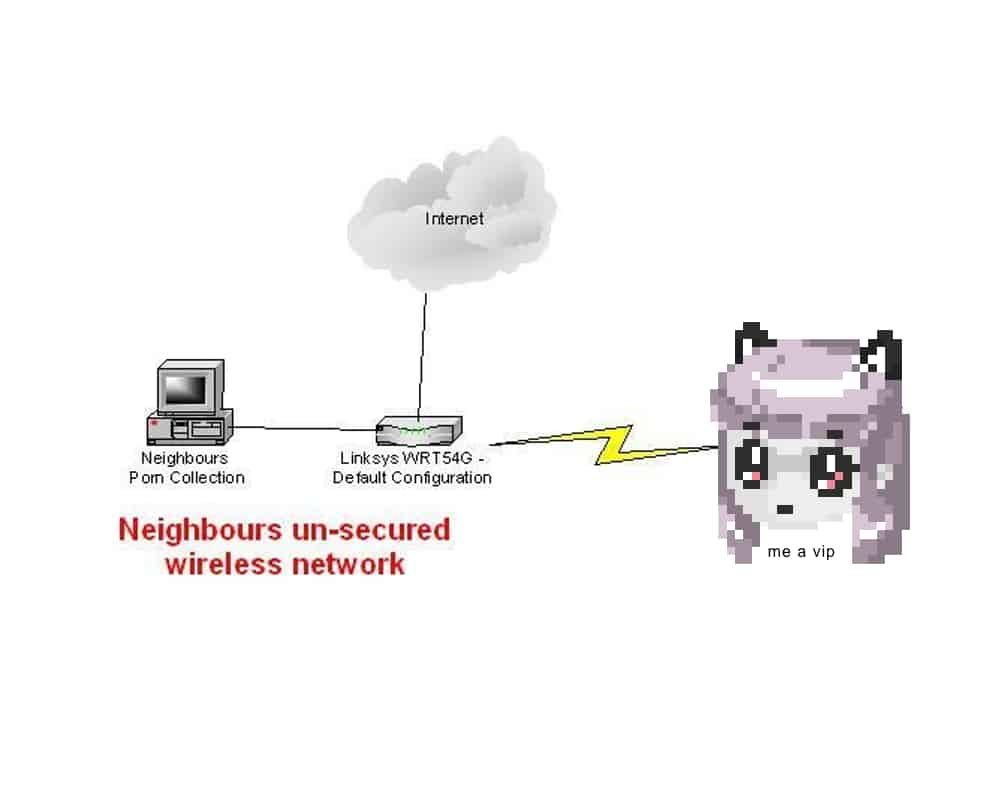 Internet
Neighbours
Porn Collection
Linksys WRT54G -
Default Configuration
Neighbours un-secured
wireless network
me a vip